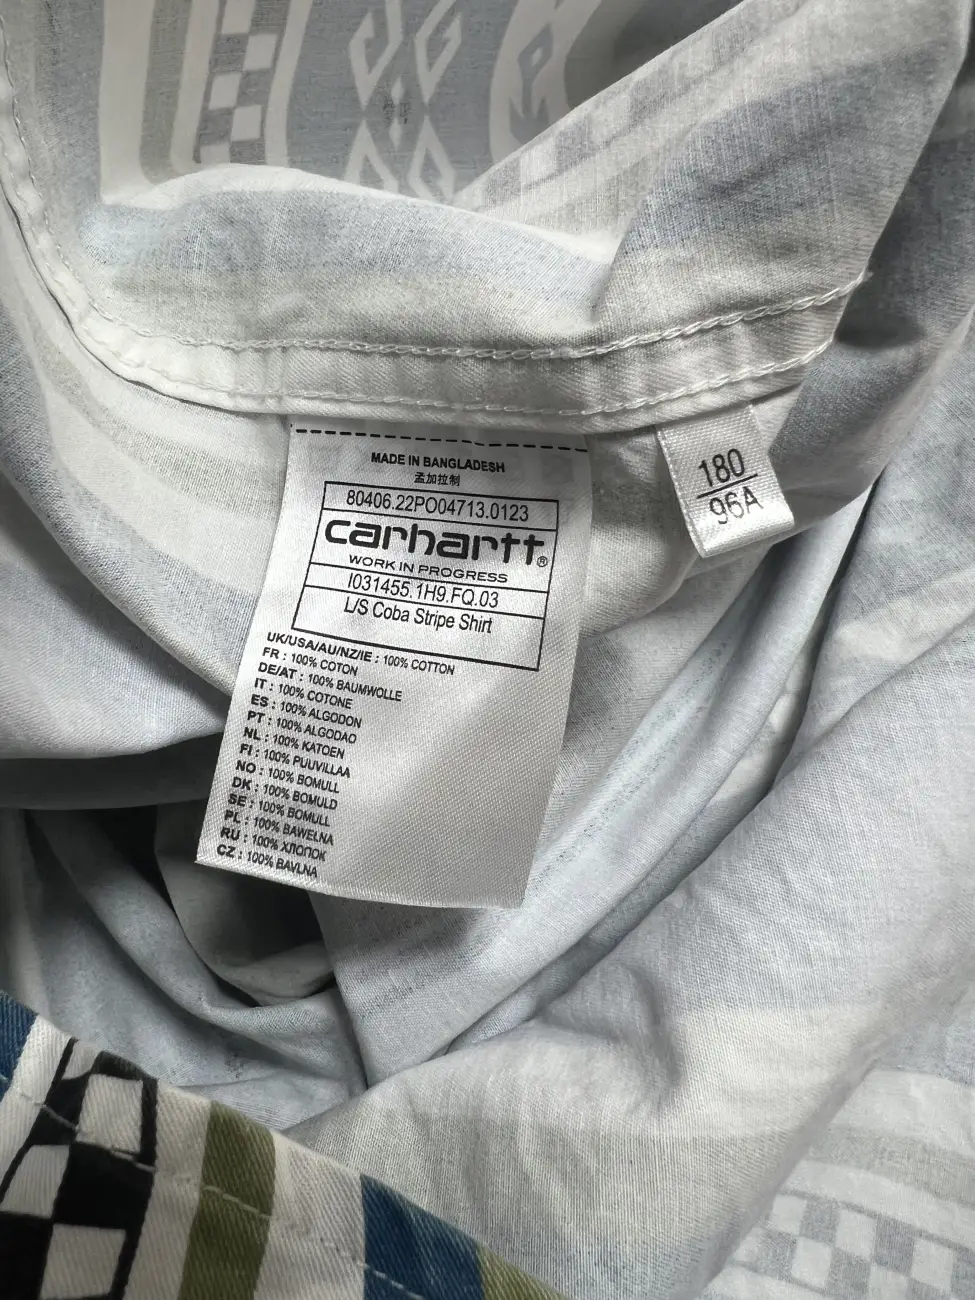 MADE IN BANGLADESH
孟加拉制
80406.22PO04713.0123
carhartt®
WORK IN PROGRESS
I031455.1H9.FQ.03
L/S Coba Stripe Shirt
UK/USA/AU/NZ/IE : 100% COTTON
FR : 100% COTON
DE/AT : 100% BAUMWOLLE
IT : 100% COTONE
ES : 100% ALGODON
PT : 100% ALGODAO
NL : 100% KATOEN
FI : 100% PUUVILLAA
NO : 100% BOMULL
DK : 100% BOMULD
SE : 100% BOMULL
PL : 100% BAWEŁNA
RU : 100% ХЛОПОК
CZ : 100% BAVLNA
180
96A